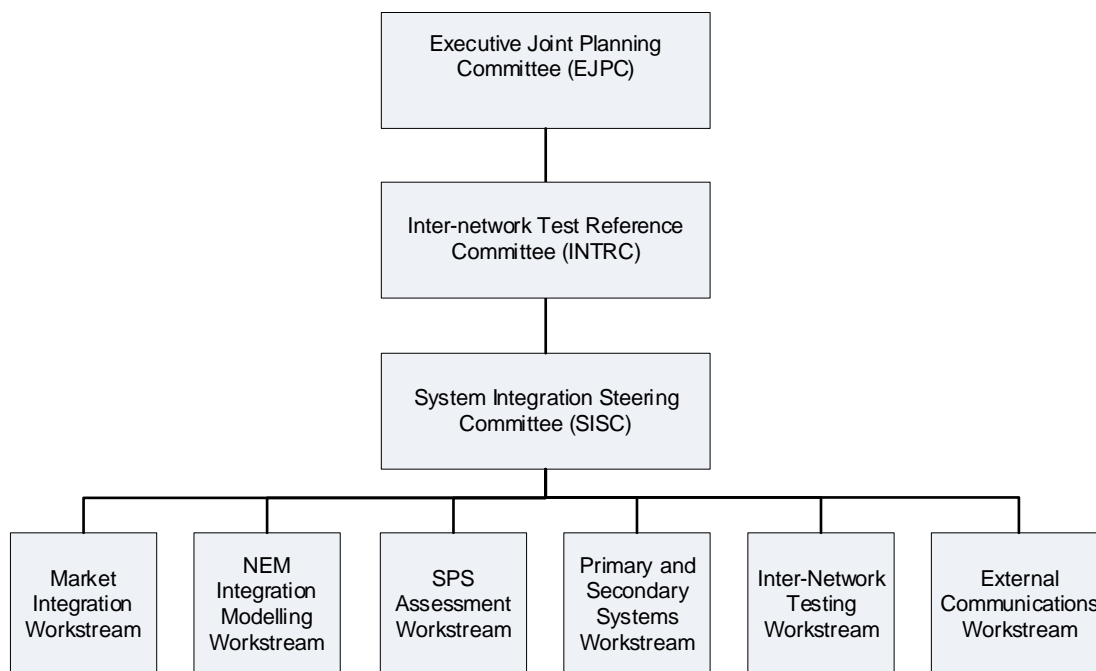 Executive Joint Planning
Committee (EJPC)
Inter-network Test Reference
Committee (INTRC)
System Integration Steering
Committee (SISC)
Market
Integration
Workstream
NEM
Integration
Modelling
Workstream
SPS
Assessment
Workstream
Primary and
Secondary
Systems
Workstream
Inter-Network
Testing
Workstream
External
Communications
Workstream